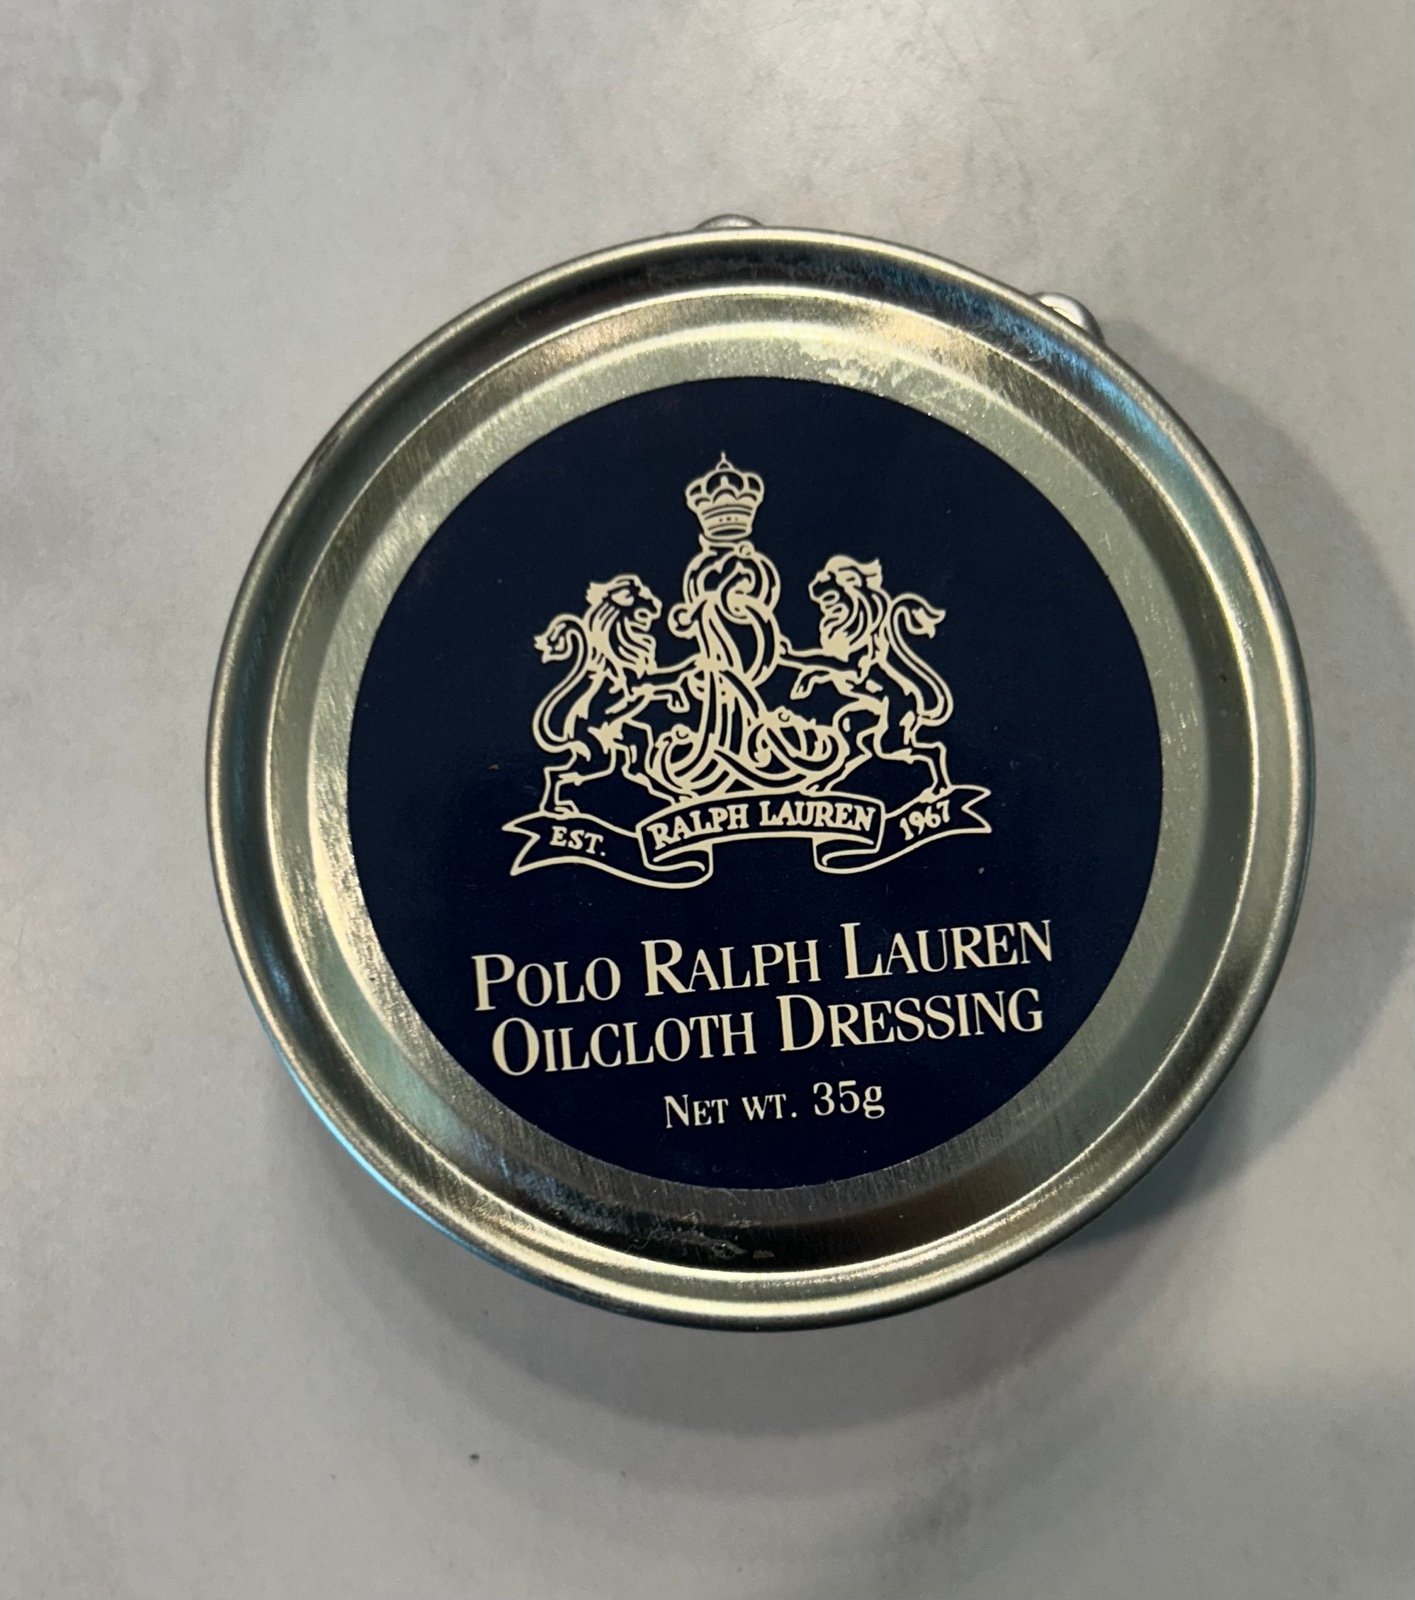 EST. RALPH LAUREN 1967
POLO RALPH LAUREN
OILCLOTH DRESSING
NET WT. 35g